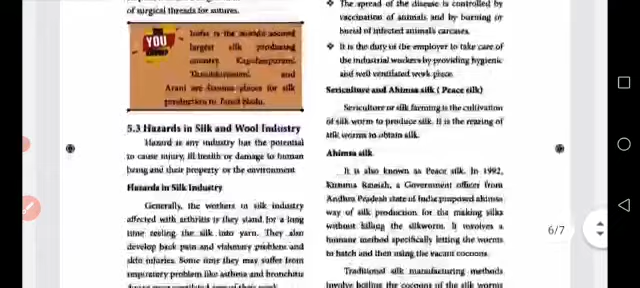 of surgical threads for sutures.
YOU
India is the world's second
largest silk producing
country. Kancheepuram,
and
Arani are famous places for silk
production in Tamil Nadu.
5.3 Hazards in Silk and Wool Industry
Hazard in any industry has the potential
to cause injury, ill health or damage to human
being and their property or the environment
Hazards in Silk Industry
Generally, the workers in silk industry
affected with arthritis as they stand for a long
time reeling the silk into yarn. They also
develop back pain and visionary problem and
skin injuries. Some time they may suffer from
respiratory problem like asthma and bronchitis
❖ The spread of the disease is controlled by
vaccination of animals and by burning or
burial of infected animal's carcases.
❖ It is the duty of the employer to take care of
the industrial workers by providing hygienic
and well ventilated work place.
Sericulture and Ahimsa silk ( Peace silk)
Sericulture or silk farming is the cultivation
of silk worm to produce silk. It is the rearing of
silk worms to obtain silk.
Ahimsa silk
It is also known as Peace silk. In 1992,
Kusuma Rajaiah, a Government officer from
Andhra Pradesh state of India proposed ahimsa
way of silk production for the making silks
without killing the silkworm. It involves a
humane method specifically letting the worms
to hatch and then using the vacant cocoons.
Traditional silk manufacturing methods
involve boiling the cocoons of the silk worms
6/7